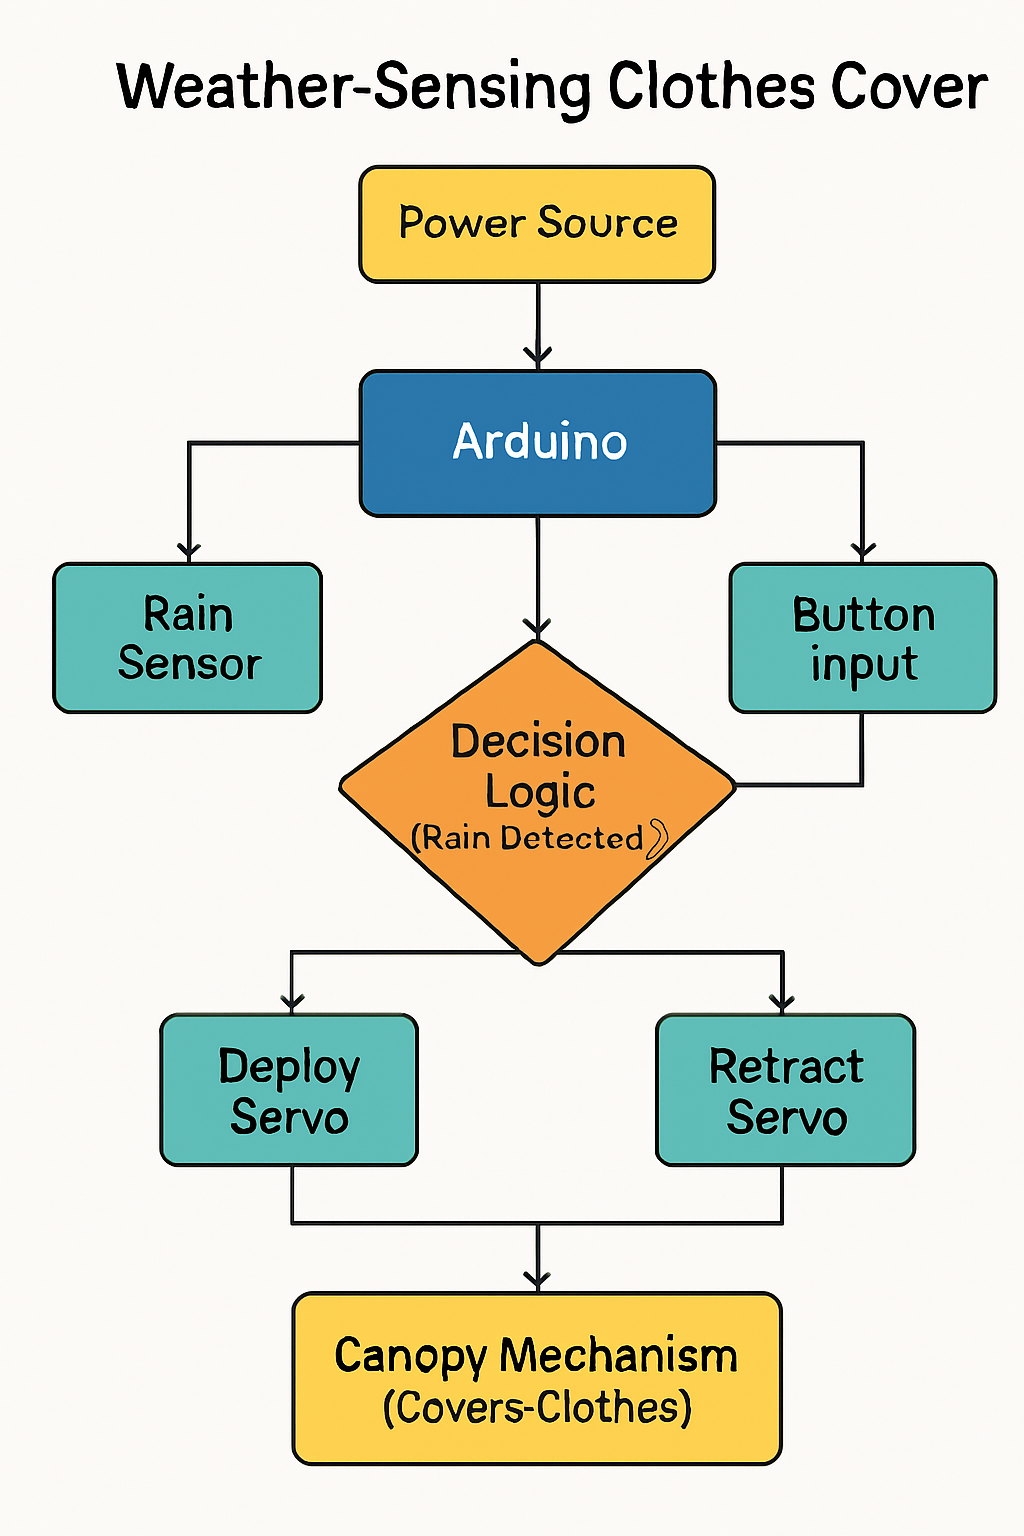 Weather-Sensing Clothes Cover
Power Source
Arduino
Rain
Sensor
Button
input
Decision
Logic
(Rain Detected)
Deploy
Servo
Retract
Servo
Canopy Mechanism
(Covers-Clothes)